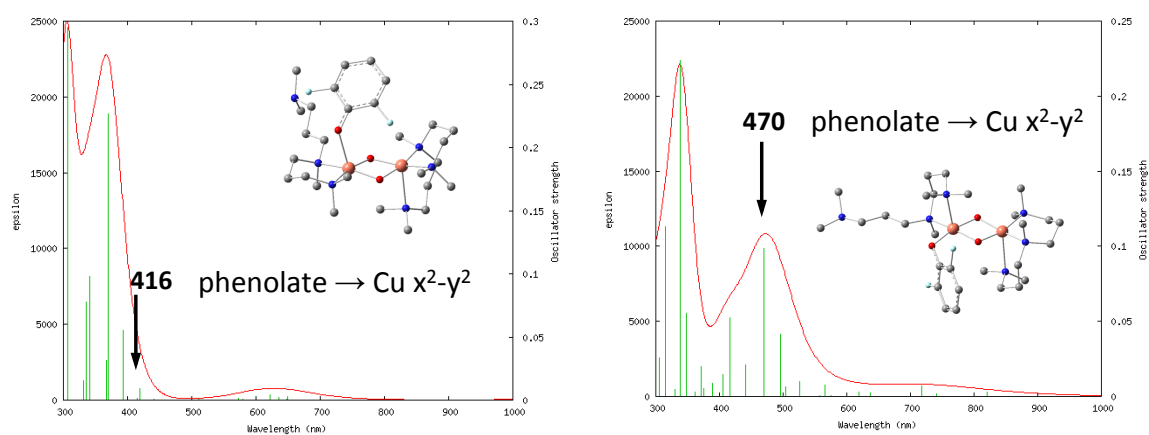 25000
20000
15000
10000
5000
0
epsilon
0.3
0.25
0.2
0.15
0.1
0.05
0
Oscillator strength
416 phenolate → Cu x²-y²
300 400 500 600 700 800 900 1000
Wavelength (nm)
25000
20000
15000
10000
5000
0
epsilon
0.25
0.2
0.15
0.1
0.05
0
Oscillator strength
470 phenolate → Cu x²-y²
300 400 500 600 700 800 900 1000
Wavelength (nm)